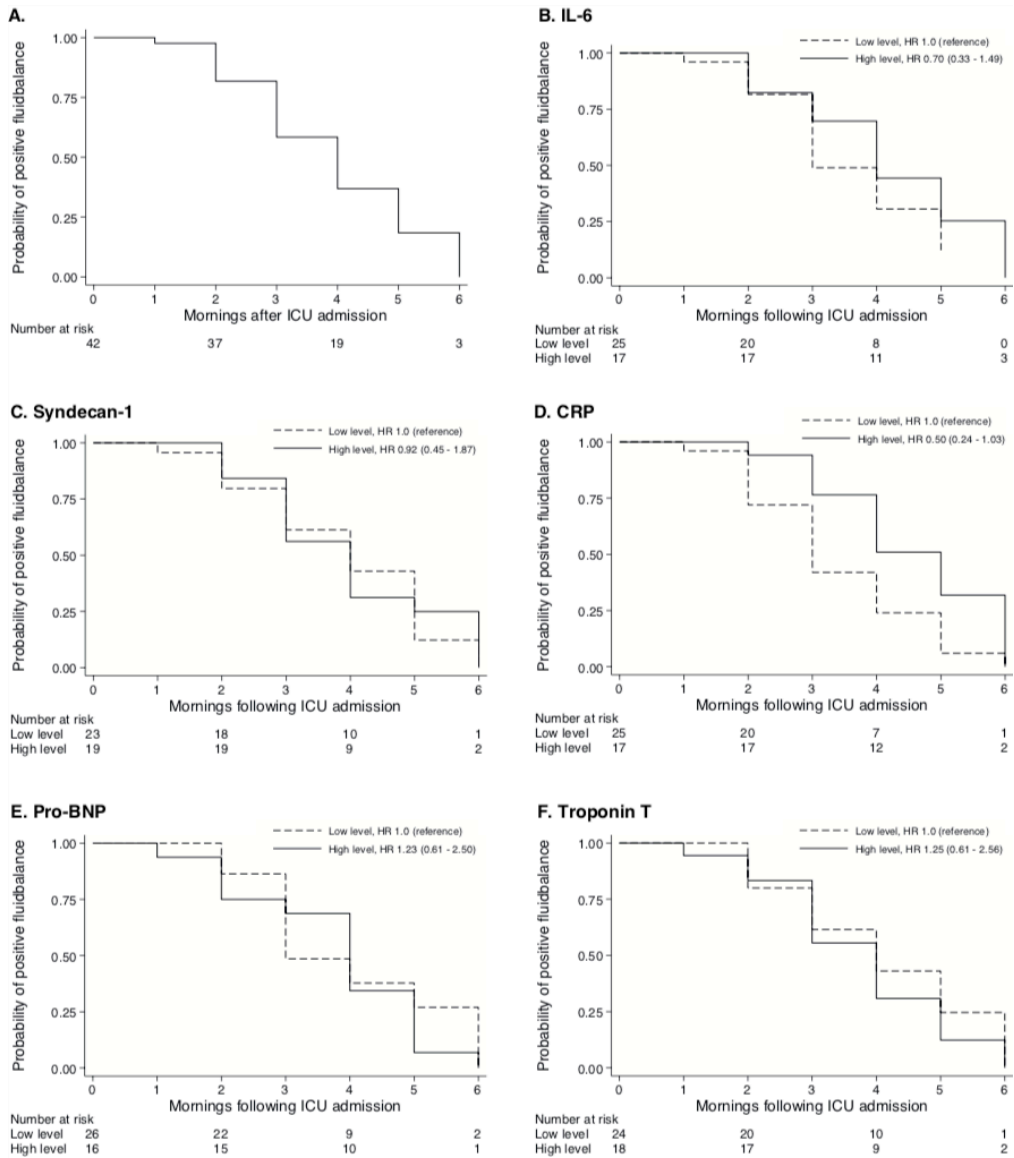 A.
Probability of positive fluidbalance
1.00
0.75
0.50
0.25
0.00
0 1 2 3 4 5 6
Mornings after ICU admission
Number at risk
42 37 19 3
B. IL-6
Low level, HR 1.0 (reference)
High level, HR 0.70 (0.33 - 1.49)
Probability of positive fluidbalance
1.00
0.75
0.50
0.25
0.00
0 1 2 3 4 5 6
Mornings following ICU admission
Number at risk
Low level 25 20 8 0
High level 17 17 11 3
C. Syndecan-1
Low level, HR 1.0 (reference)
High level, HR 0.92 (0.45 - 1.87)
Probability of positive fluidbalance
1.00
0.75
0.50
0.25
0.00
0 1 2 3 4 5 6
Mornings following ICU admission
Number at risk
Low level 23 18 10 1
High level 19 19 9 2
D. CRP
Low level, HR 1.0 (reference)
High level, HR 0.50 (0.24 - 1.03)
Probability of positive fluidbalance
1.00
0.75
0.50
0.25
0.00
0 1 2 3 4 5 6
Mornings following ICU admission
Number at risk
Low level 25 20 7 1
High level 17 17 12 2
E. Pro-BNP
Low level, HR 1.0 (reference)
High level, HR 1.23 (0.61 - 2.50)
Probability of positive fluidbalance
1.00
0.75
0.50
0.25
0.00
0 1 2 3 4 5 6
Mornings following ICU admission
Number at risk
Low level 26 22 9 2
High level 16 15 10 1
F. Troponin T
Low level, HR 1.0 (reference)
High level, HR 1.25 (0.61 - 2.56)
Probability of positive fluidbalance
1.00
0.75
0.50
0.25
0.00
0 1 2 3 4 5 6
Mornings following ICU admission
Number at risk
Low level 24 20 10 1
High level 18 17 9 2